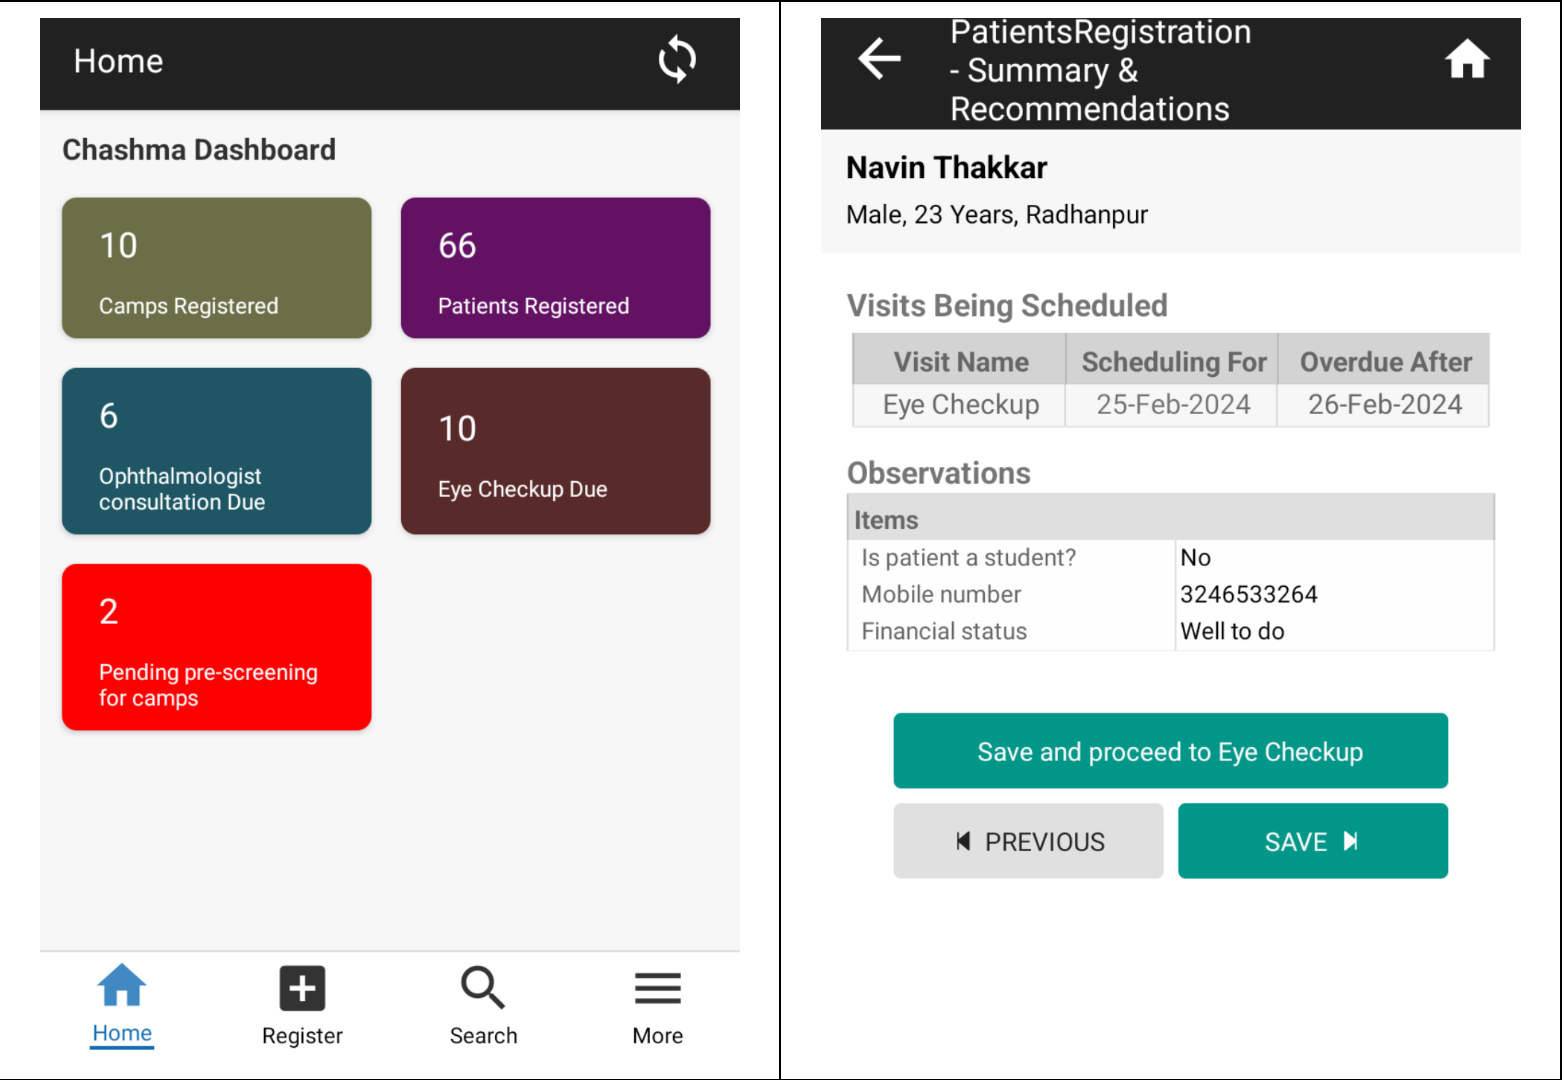 Home
Chashma Dashboard
10
Camps Registered
66
Patients Registered
6
Ophthalmologist
consultation Due
10
Eye Checkup Due
2
Pending pre-screening
for camps
Home
Register
Search
More
PatientsRegistration
- Summary &
Recommendations
Navin Thakkar
Male, 23 Years, Radhanpur
Visits Being Scheduled
Visit Name Scheduling For Overdue After
Eye Checkup 25-Feb-2024 26-Feb-2024
Observations
Items
Is patient a student? No
Mobile number 3246533264
Financial status Well to do
Save and proceed to Eye Checkup
PREVIOUS
SAVE